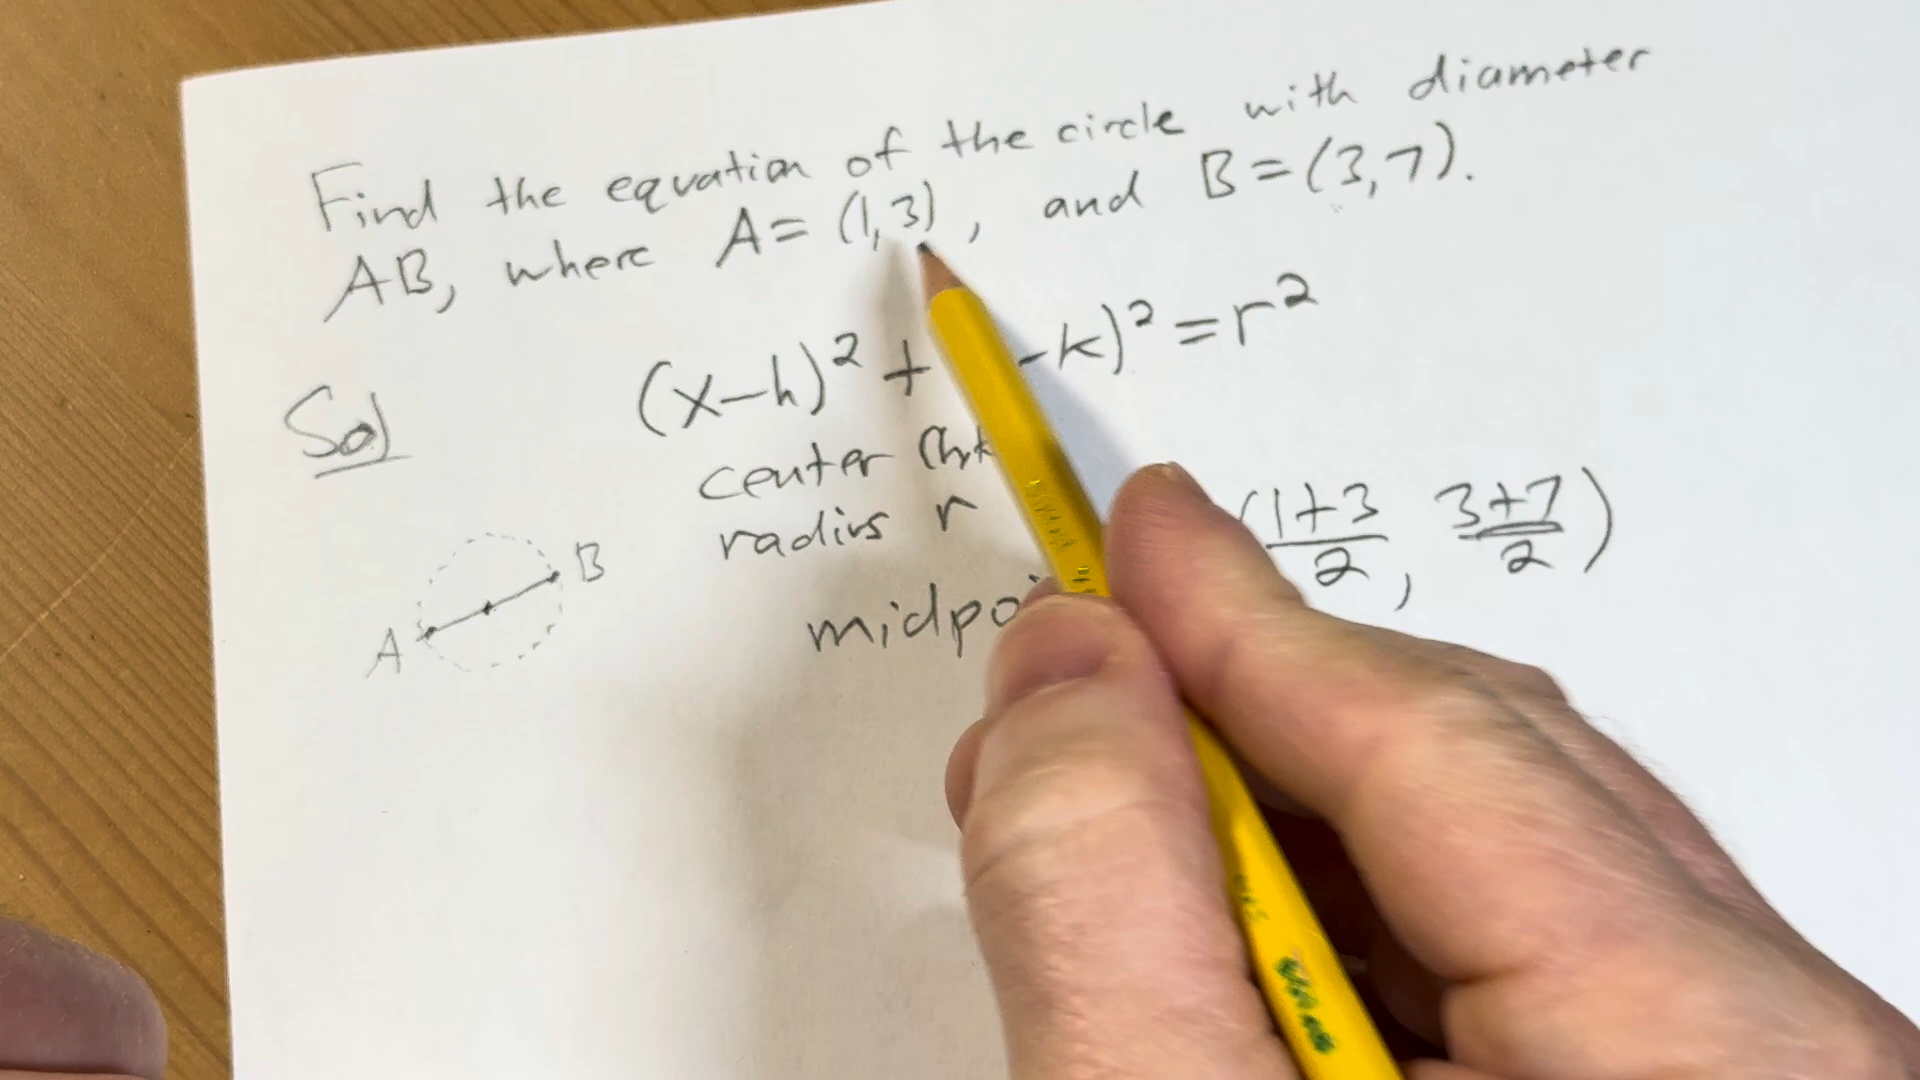 Find the equation of the circle with diameter
AB, where A = (1,3), and B = (3,7).
Sol
(x-h)² + -k)² = r²
center (h,k
radius r
(1+3/2, 3+7/2)
B
A